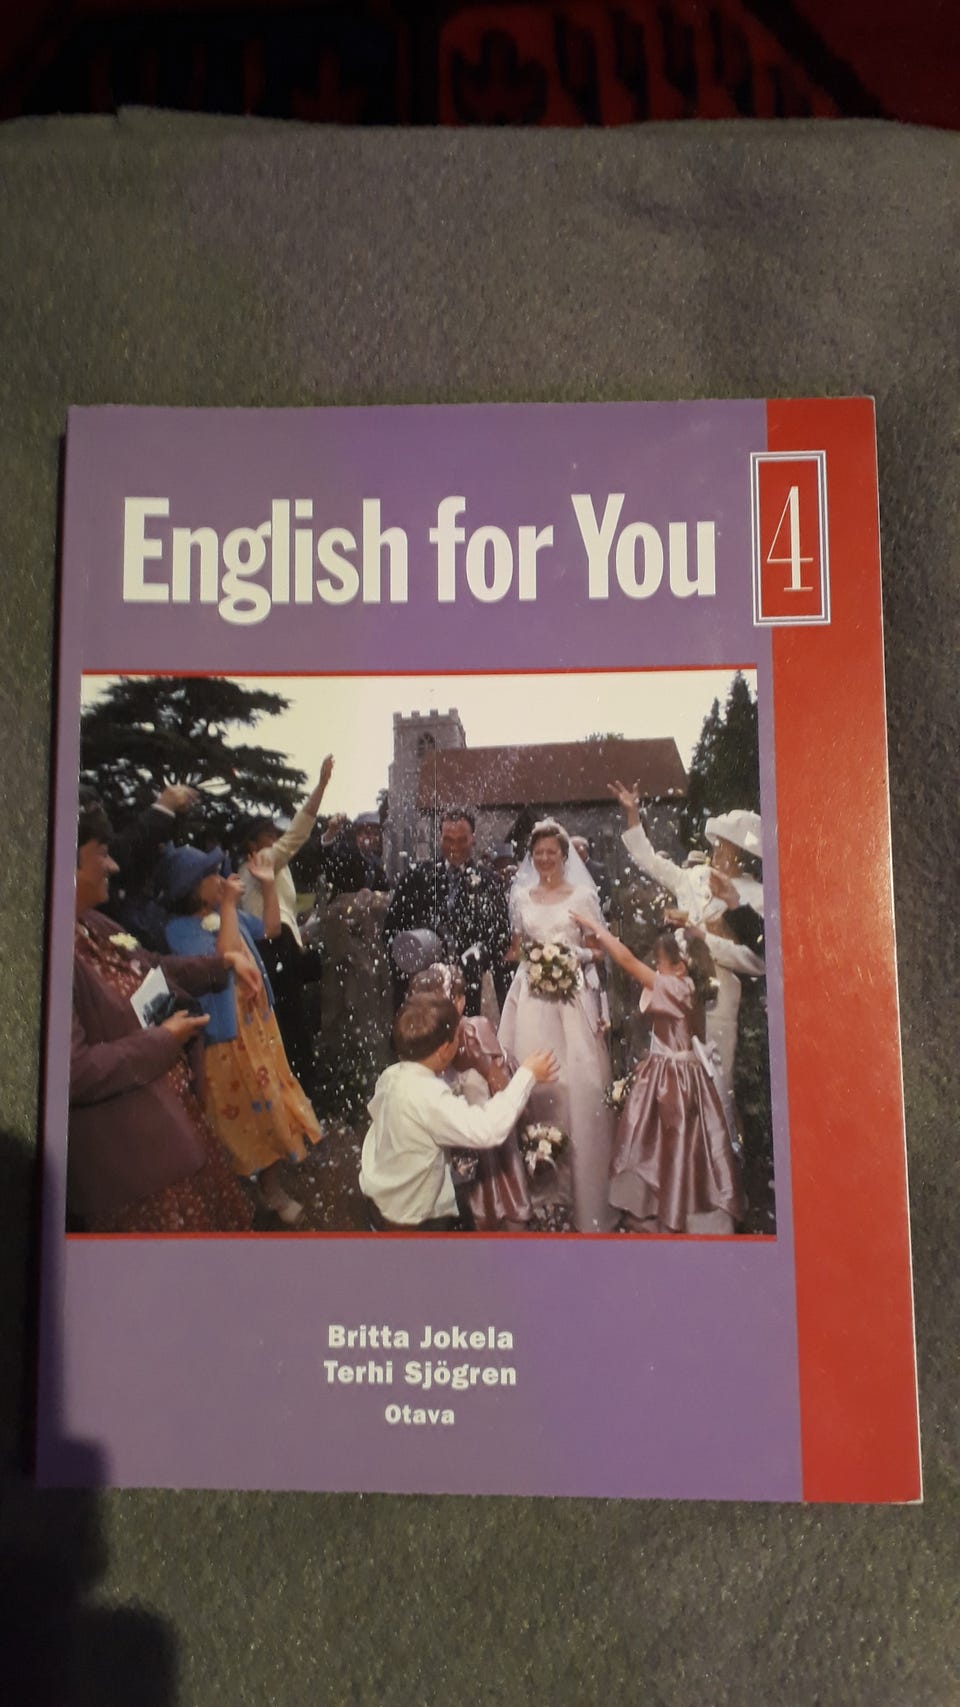 English for You
4
Britta Jokela
Terhi Sjögren
Otava